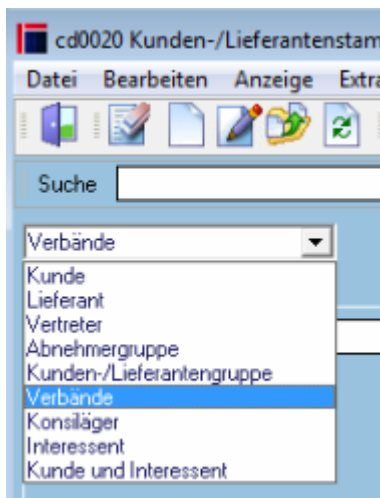 cd0020 Kunden-/Lieferantenstam
Datei Bearbeiten Anzeige Extra
Suche
Verbände
Kunde
Lieferant
Vertreter
Abnehmergruppe
Kunden-/Lieferantengruppe
Verbände
Konsiläger
Interessent
Kunde und Interessent